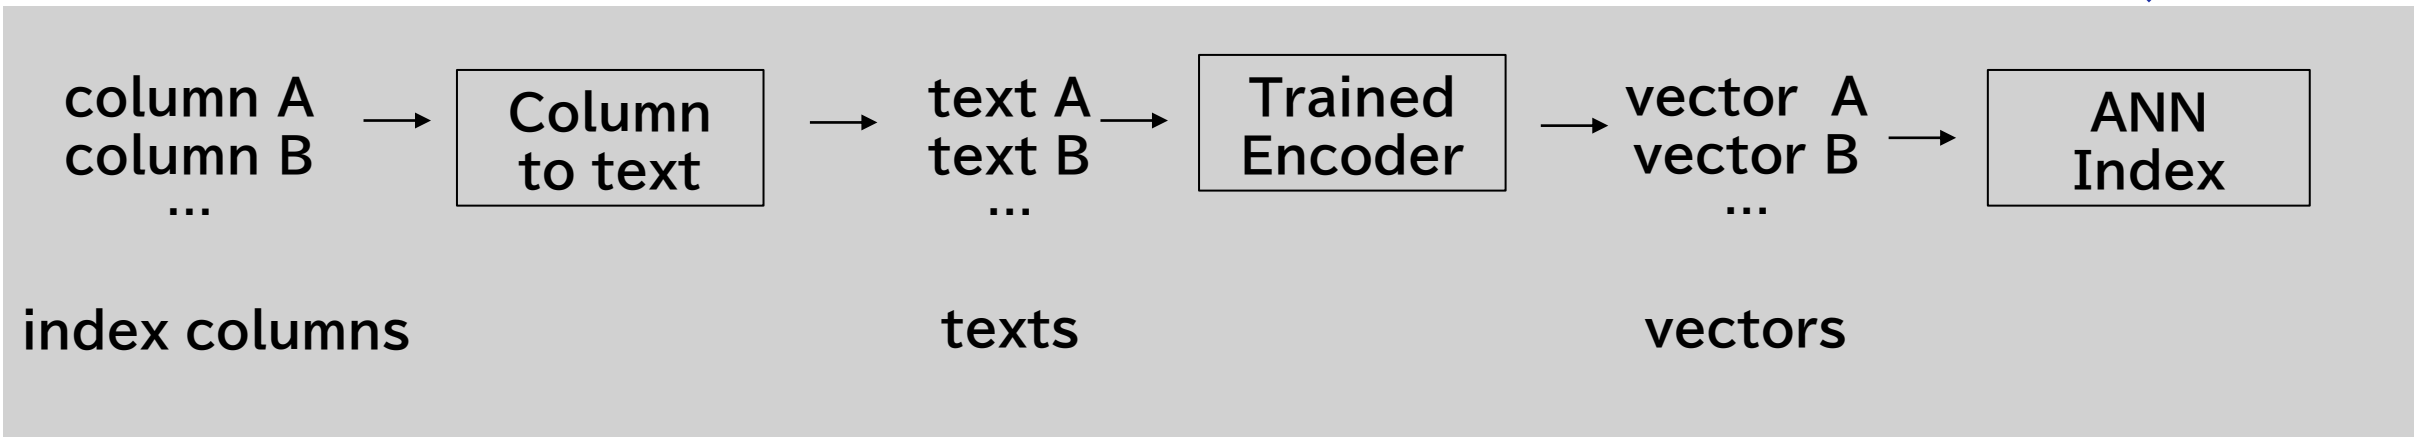 column A
column B
...
Column
to text
text A
text B
...
Trained
Encoder
vector A
vector B
...
ANN
Index
index columns
texts
vectors